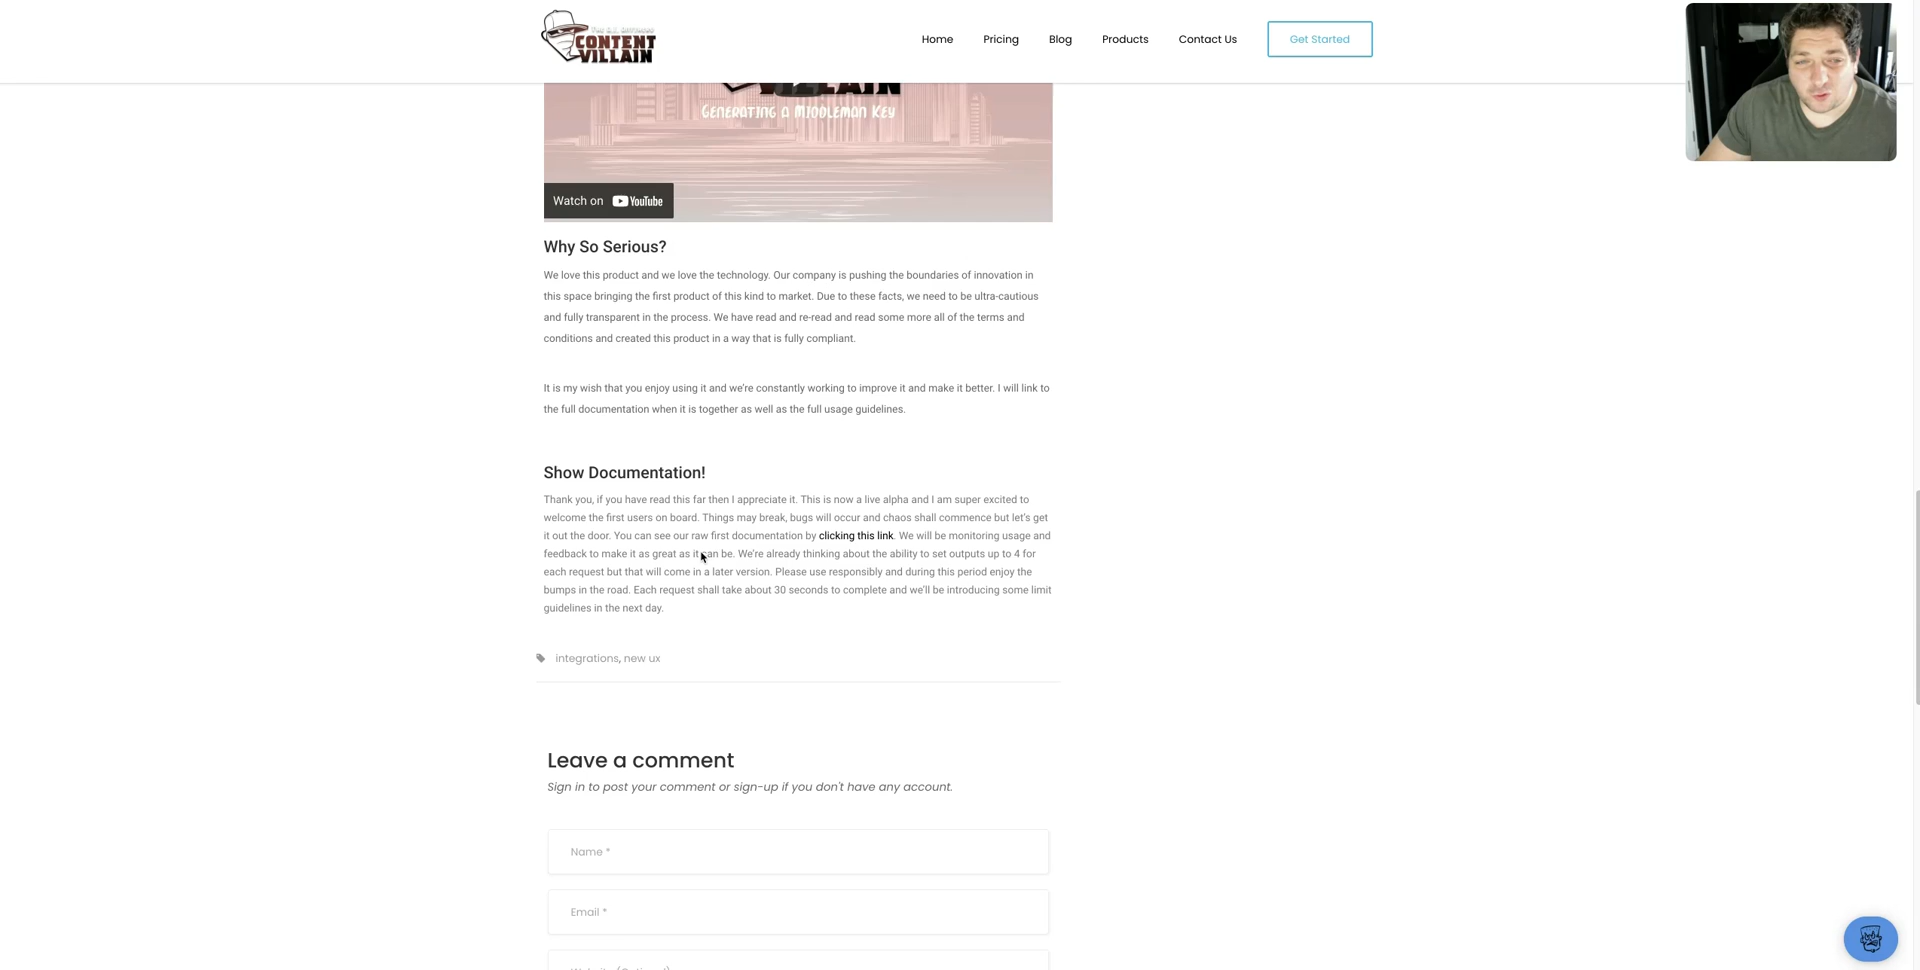 CONTENT
VILLAIN
Home
Pricing
Blog
Products
Contact Us
Get Started
GENERATING A MIDDLEMAN KEY
Watch on YouTube
Why So Serious?
We love this product and we love the technology. Our company is pushing the boundaries of innovation in
this space bringing the first product of this kind to market. Due to these facts, we need to be ultra-cautious
and fully transparent in the process. We have read and re-read and read some more all of the terms and
conditions and created this product in a way that is fully compliant.
It is my wish that you enjoy using it and we're constantly working to improve it and make it better. I will link to
the full documentation when it is together as well as the full usage guidelines.
Show Documentation!
Thank you, if you have read this far then I appreciate it. This is now a live alpha and I am super excited to
welcome the first users on board. Things may break, bugs will occur and chaos shall commence but let's get
it out the door. You can see our raw first documentation by clicking this link. We will be monitoring usage and
feedback to make it as great as it can be. We're already thinking about the ability to set outputs up to 4 for
each request but that will come in a later version. Please use responsibly and during this period enjoy the
bumps in the road. Each request shall take about 30 seconds to complete and we'll be introducing some limit
guidelines in the next day.
integrations, new ux
Leave a comment
Sign in to post your comment or sign-up if you don't have any account.
Name *
Email *